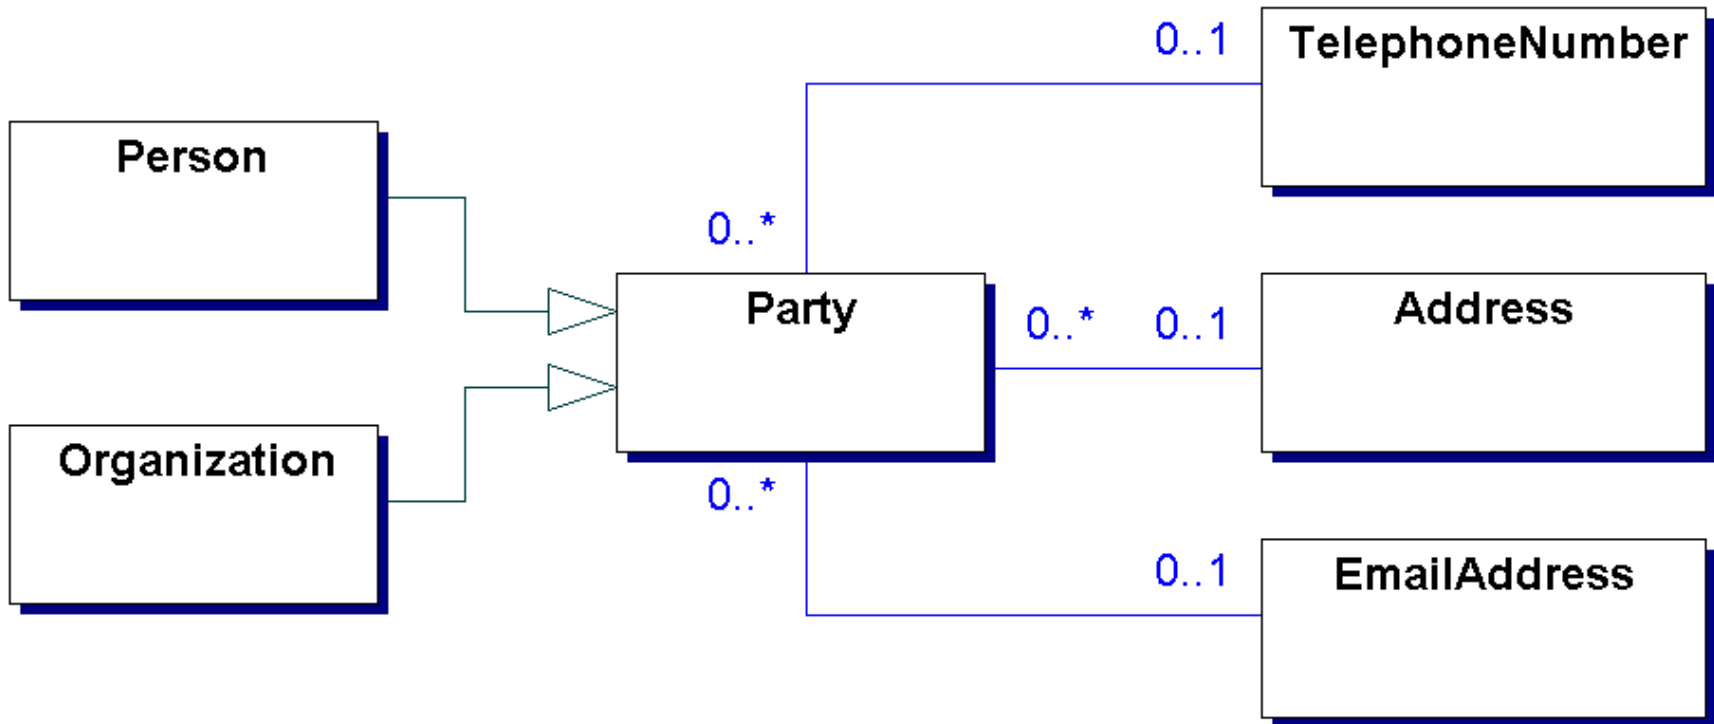 0..1
TelephoneNumber
Person
0..*
Party
0..*
0..1
Address
Organization
0..*
0..1
EmailAddress